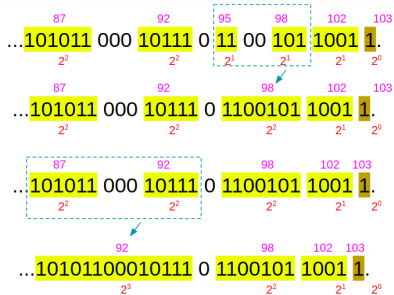 87 92 95 98 102 103
...101011 000 10111 0 11 00 101 1001 1.
2² 2² 2¹ 2¹ 2¹ 2⁰
87 92 98 102 103
...101011 000 10111 0 1100101 1001 1.
2² 2² 2² 2¹ 2⁰
87 92 98 102 103
...101011 000 10111 0 1100101 1001 1.
2² 2² 2² 2¹ 2⁰
92 98 102 103
...10101100010111 0 1100101 1001 1.
2³ 2² 2¹ 2⁰